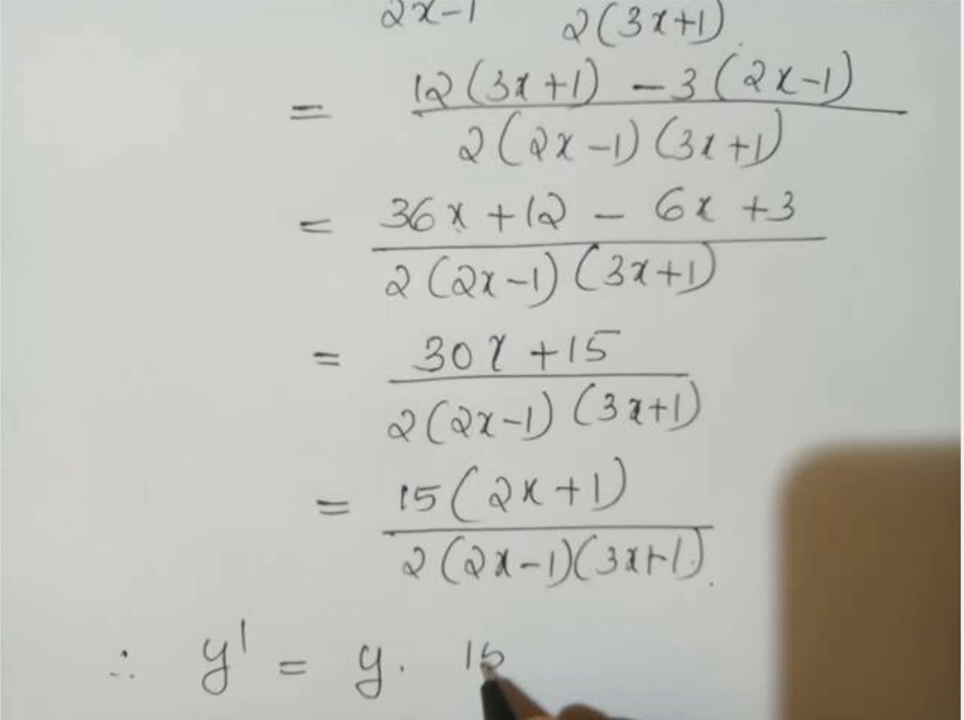 2x-1 2(3x+1)
= 12(3x+1) - 3(2x-1)
2(2x-1)(3x+1)
= 36x+12 - 6x+3
2(2x-1)(3x+1)
= 30x+15
2(2x-1)(3x+1)
= 15(2x+1)
2(2x-1)(3x+1).
∴ y' = y. 15